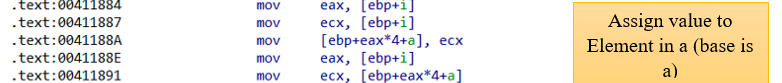 .text:00411884 mov eax, [ebp+i]
.text:00411887 mov ecx, [ebp+i]
.text:0041188A mov [ebp+eax*4+a], ecx
.text:0041188E mov eax, [ebp+i]
.text:00411891 mov ecx, [ebp+eax*4+a]
Assign value to
Element in a (base is
a)